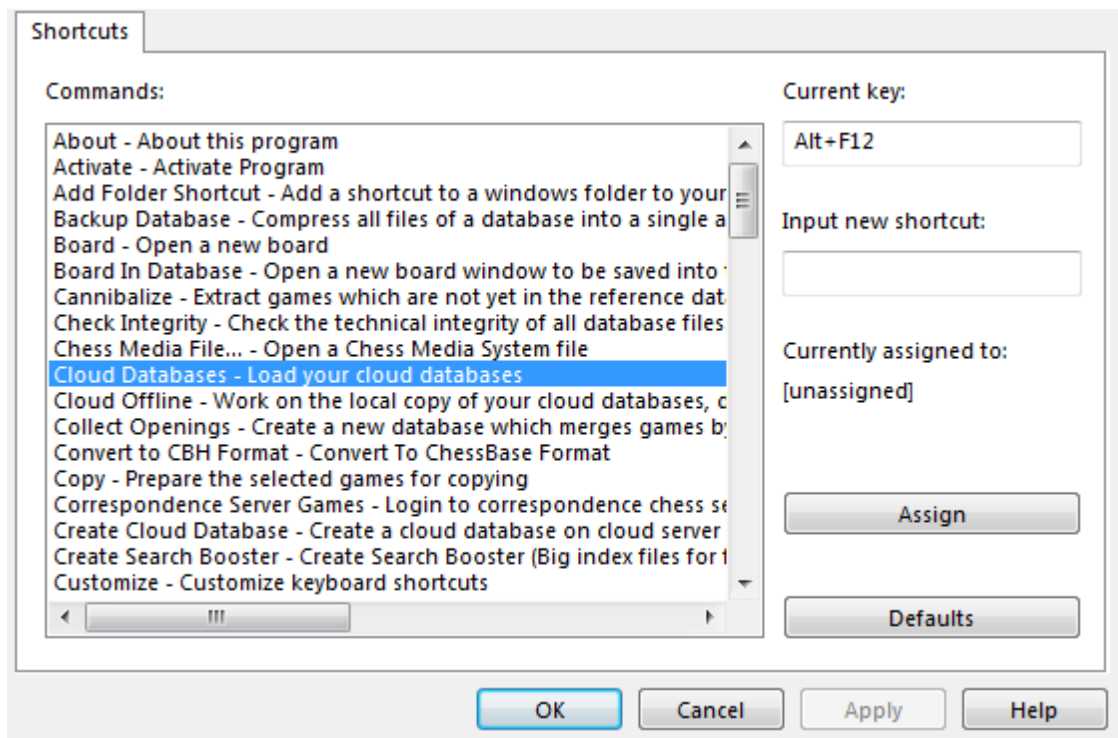 Shortcuts
Commands:
About - About this program
Activate - Activate Program
Add Folder Shortcut - Add a shortcut to a windows folder to your
Backup Database - Compress all files of a database into a single a
Board - Open a new board
Board In Database - Open a new board window to be saved into
Cannibalize - Extract games which are not yet in the reference dat
Check Integrity - Check the technical integrity of all database files
Chess Media File... - Open a Chess Media System file
Cloud Databases - Load your cloud databases
Cloud Offline - Work on the local copy of your cloud databases,
Collect Openings - Create a new database which merges games b
Convert to CBH Format - Convert To ChessBase Format
Copy - Prepare the selected games for copying
Correspondence Server Games - Login to correspondence chess se
Create Cloud Database - Create a cloud database on cloud server
Create Search Booster - Create Search Booster (Big index files for f
Customize - Customize keyboard shortcuts
Current key:
Alt+F12
Input new shortcut:
Currently assigned to:
[unassigned]
Assign
Defaults
OK
Cancel
Apply
Help